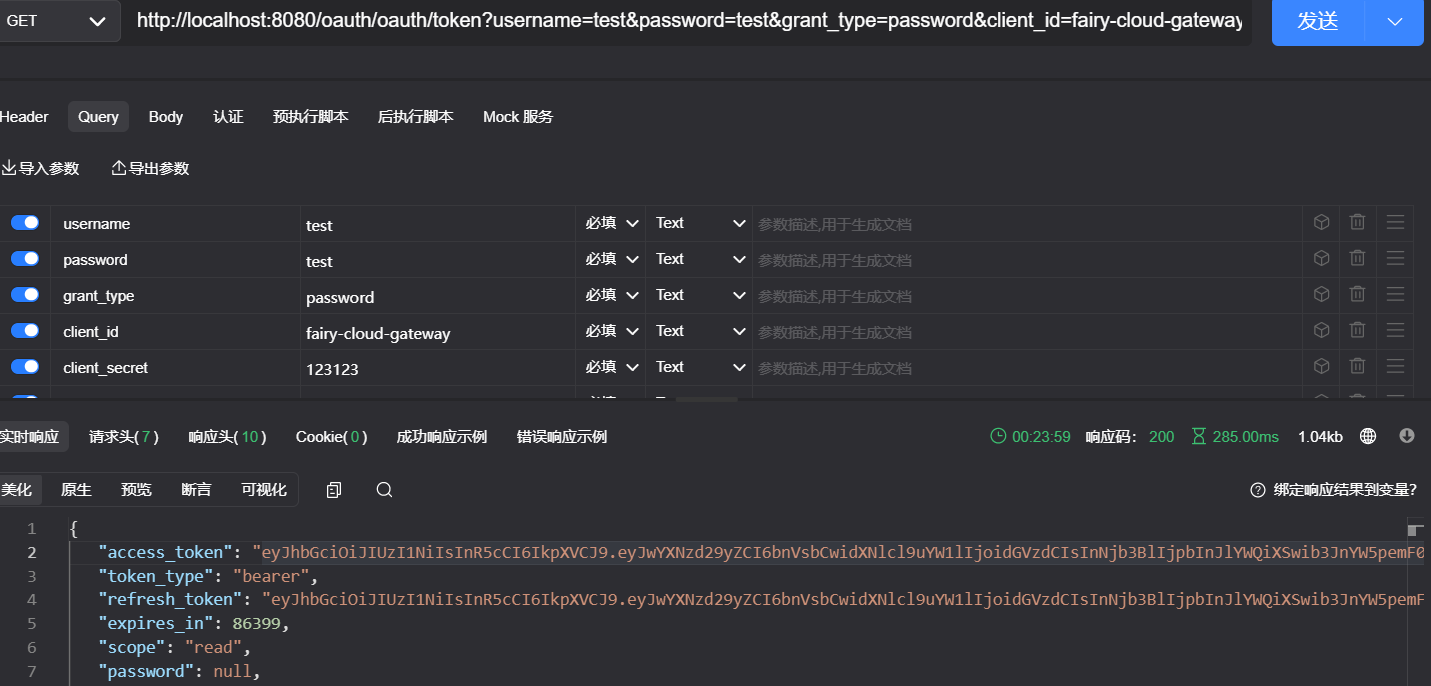 GET http://localhost:8080/oauth/oauth/token?username=test&password=test&grant_type=password&client_id=fairy-cloud-gateway 发送
Header Query Body 认证 预执行脚本 后执行脚本 Mock 服务
导入参数 导出参数
username test 必填 Text 参数描述,用于生成文档
password test 必填 Text 参数描述,用于生成文档
grant_type password 必填 Text 参数描述,用于生成文档
client_id fairy-cloud-gateway 必填 Text 参数描述,用于生成文档
client_secret 123123 必填 Text 参数描述,用于生成文档
实时响应 请求头(7) 响应头(10) Cookie(0) 成功响应示例 错误响应示例 00:23:59 响应码: 200 285.00ms 1.04kb
美化 原生 预览 断言 可视化 绑定响应结果到变量?
1 {
2 "access_token": "eyJhbGciOiJIUzI1NiIsInR5cCI6IkpXVCJ9.eyJwYXNzd29yZCI6bnVsbCwidXNlcl9uYW1lIjoidGVzdCIsInNjb3BlIjpbInJlYWQiXSwib3JnYW5pemF0
3 "token_type": "bearer",
4 "refresh_token": "eyJhbGciOiJIUzI1NiIsInR5cCI6IkpXVCJ9.eyJwYXNzd29yZCI6bnVsbCwidXNlcl9uYW1lIjoidGVzdCIsInNjb3BlIjpbInJlYWQiXSwib3JnYW5pemF
5 "expires_in": 86399,
6 "scope": "read",
7 "password": null,